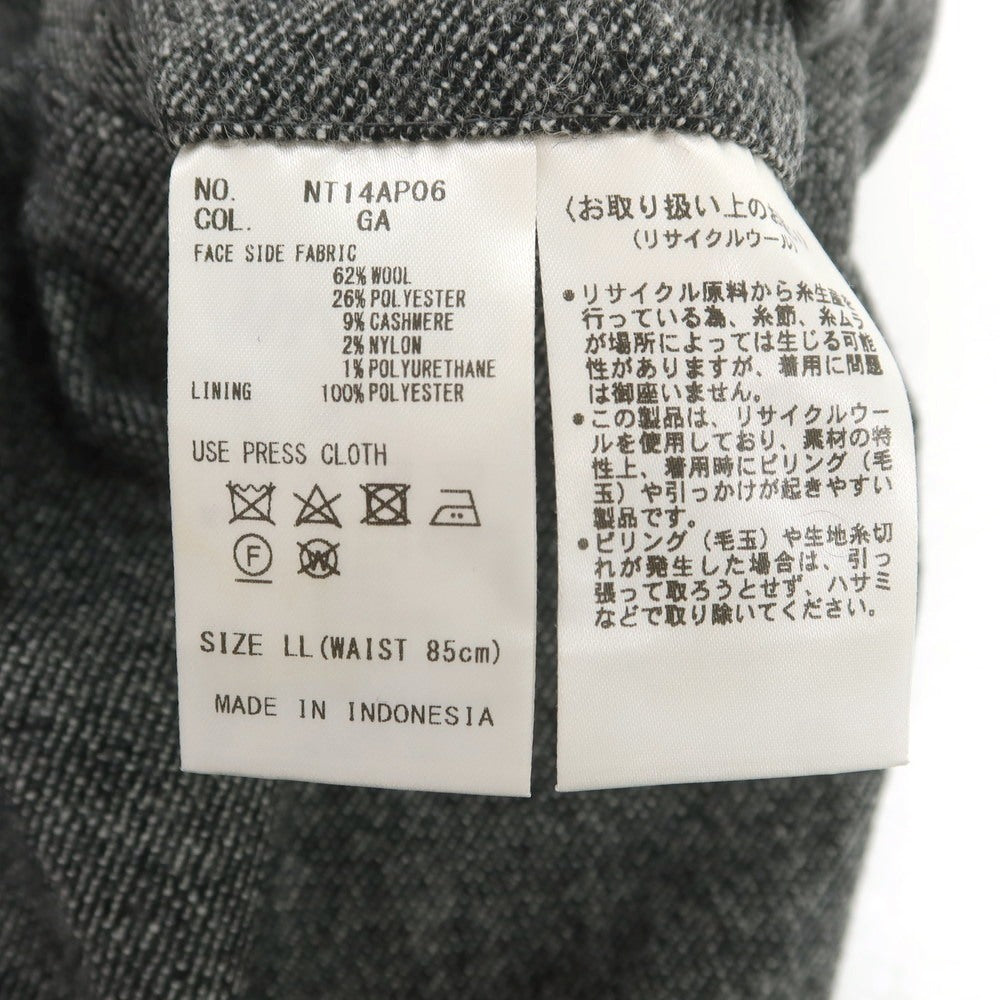 NO. NT14AP06
COL. GA
FACE SIDE FABRIC
62% WOOL
26% POLYESTER
9% CASHMERE
2% NYLON
1% POLYURETHANE
LINING 100% POLYESTER
USE PRESS CLOTH
F
W
SIZE LL(WAIST 85cm)
MADE IN INDONESIA
〈お取り扱い上の
(リサイクルウール
●リサイクル原料から糸生産を
行っている為、糸節、糸ムラ
が場所によっては生じる可能
性がありますが、着用に問題
は御座いません。
●この製品は、リサイクルウー
ルを使用しており、素材の特
性上、着用時にピリング(毛
玉)や引っかけが起きやすい
製品です。
●ピリング(毛玉)や生地糸切
れが発生した場合は、引っ
張って取ろうとせず、ハサミ
などで取り除いてください。